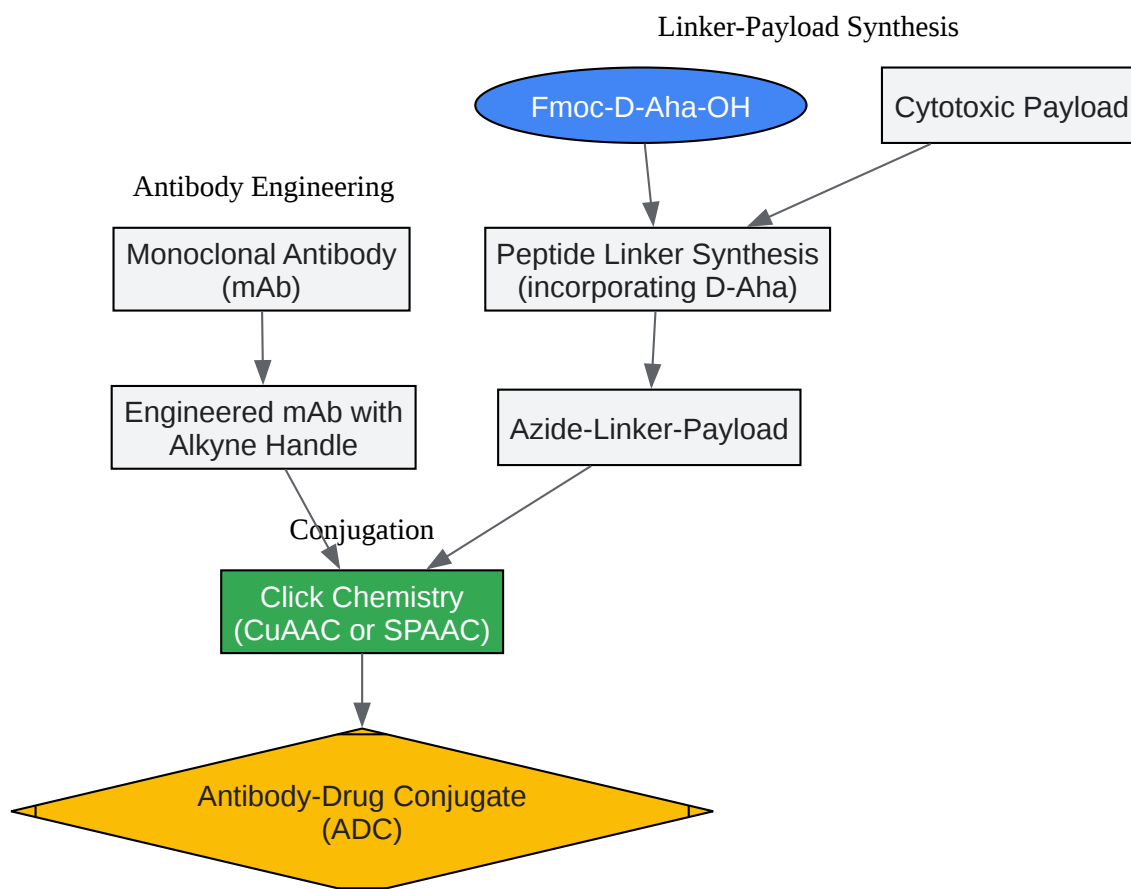 Linker-Payload Synthesis
Fmoc-D-Aha-OH
Cytotoxic Payload
Antibody Engineering
Monoclonal Antibody
(mAb)
Peptide Linker Synthesis
(incorporating D-Aha)
Engineered mAb with
Alkyne Handle
Azide-Linker-Payload
Conjugation
Click Chemistry
(CuAAC or SPAAC)
Antibody-Drug Conjugate
(ADC)